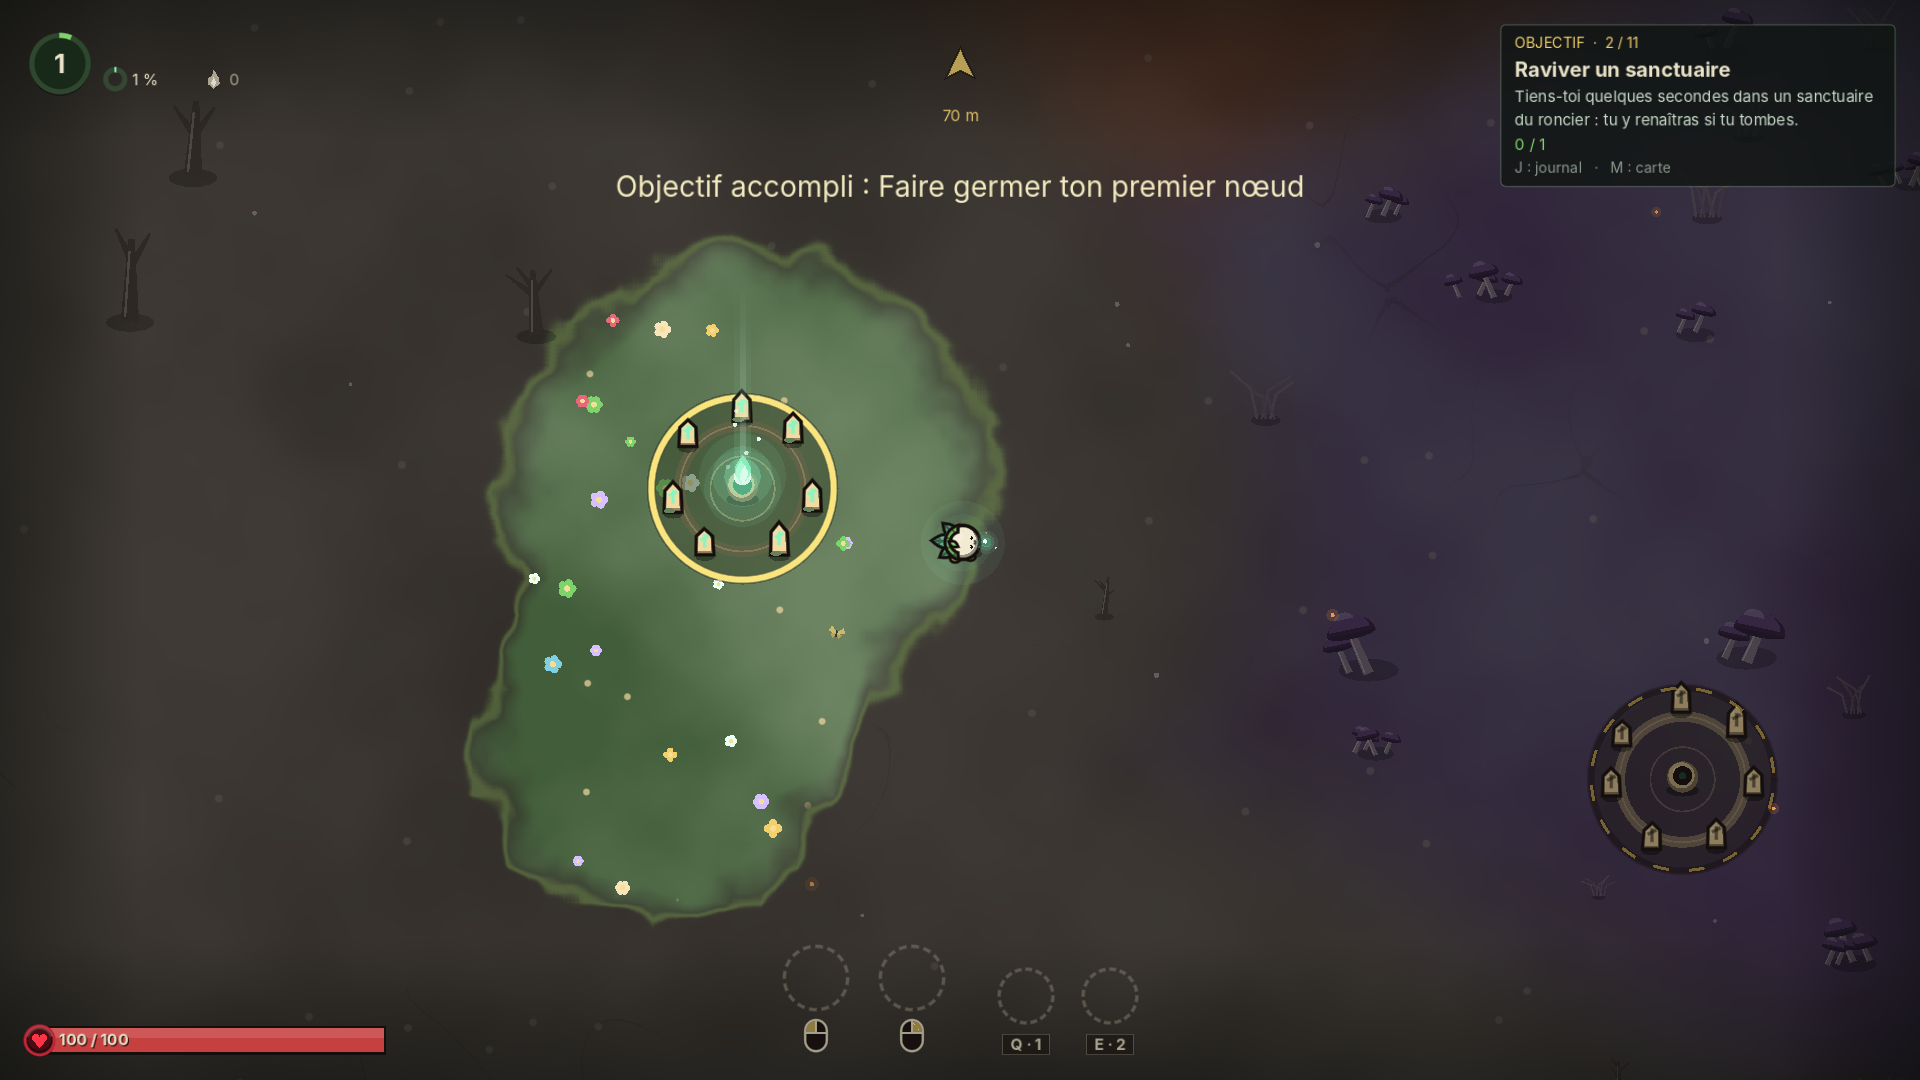 1
1 %
0
70 m
OBJECTIF · 2 / 11
Raviver un sanctuaire
Tiens-toi quelques secondes dans un sanctuaire
du roncier : tu y renaîtras si tu tombes.
0 / 1
J : journal · M : carte
Objectif accompli : Faire germer ton premier nœud
100 / 100
Q · 1
E · 2